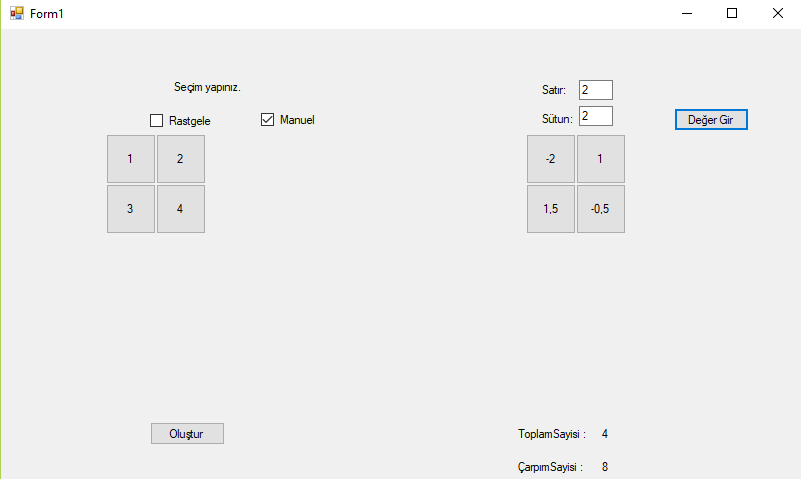 Form1
Seçim yapınız.
Satır: 2
Rastgele Manuel
Sütun: 2
Değer Gir
1 2
-2 1
3 4
1,5 -0,5
Oluştur
ToplamSayisi : 4
ÇarpımSayisi : 8